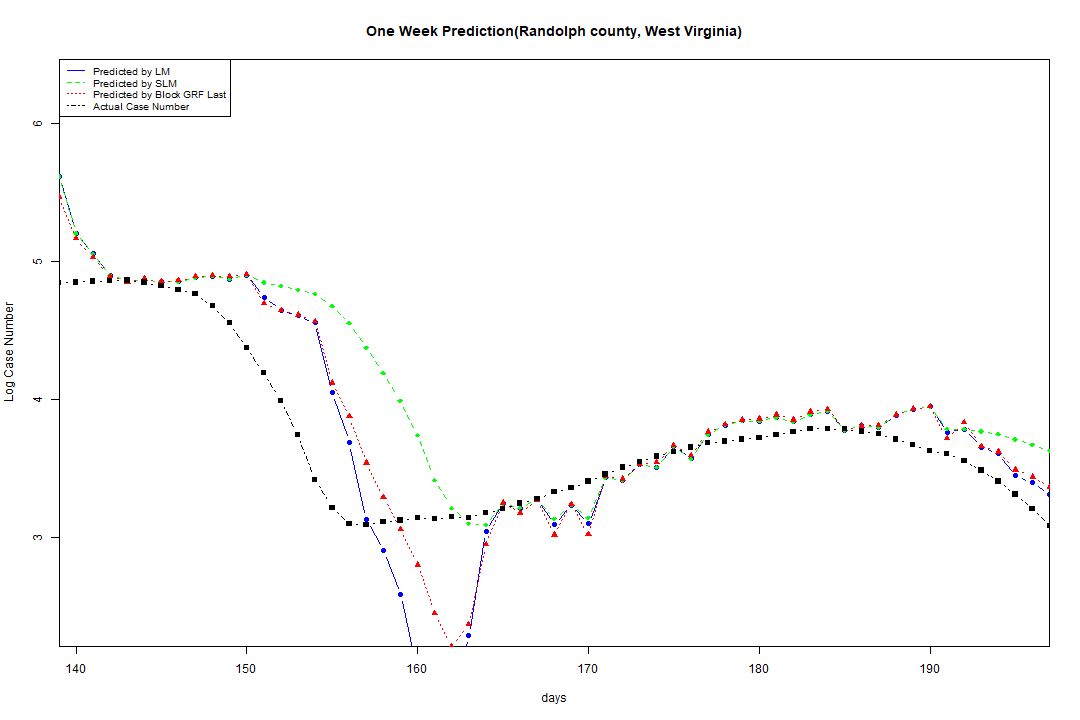 One Week Prediction(Randolph county, West Virginia)
Predicted by LM
Predicted by SLM
Predicted by Block GRF Last
Actual Case Number
6
5
4
3
Log Case Number
140 150 160 170 180 190
days